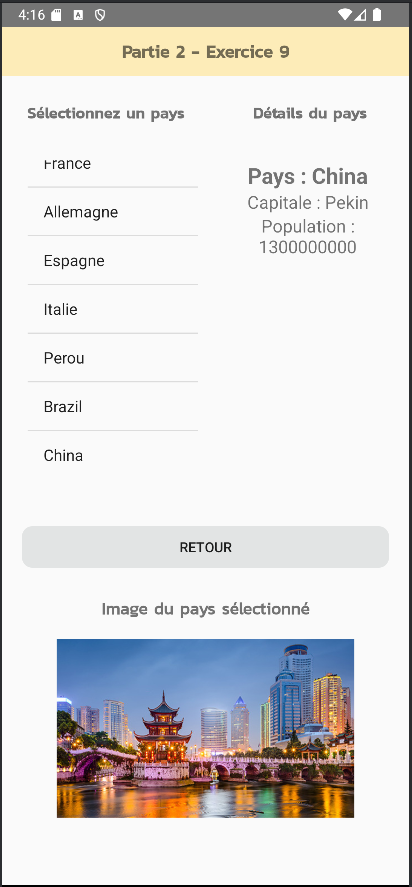 4:16
Partie 2 - Exercice 9
Sélectionnez un pays
Détails du pays
France
Allemagne
Espagne
Italie
Perou
Brazil
China
Pays : China
Capitale : Pekin
Population :
1300000000
RETOUR
Image du pays sélectionné